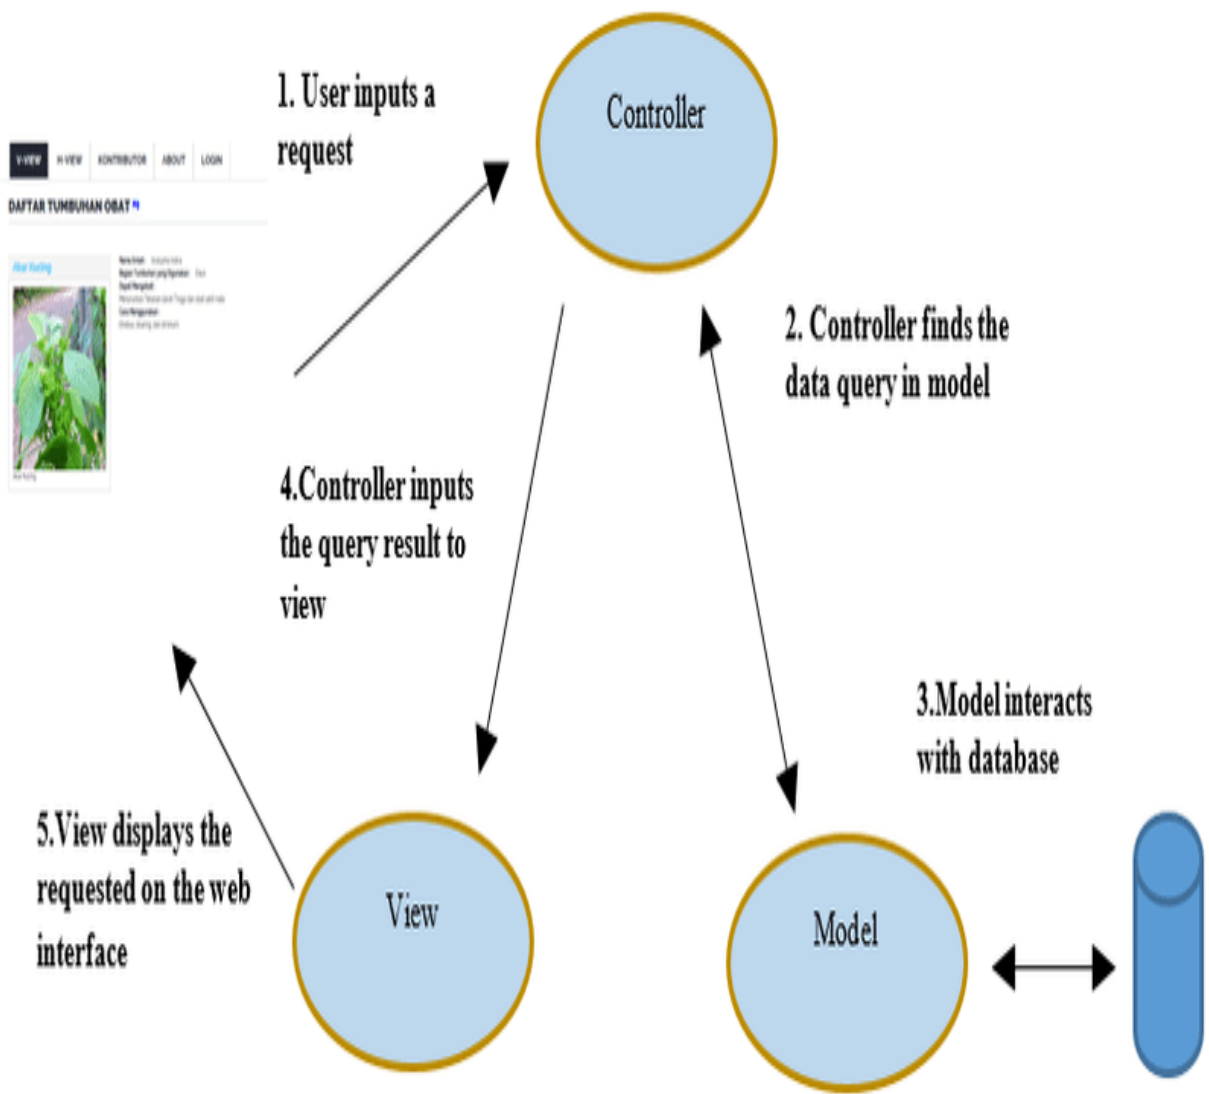 1. User inputs a
request
Controller
V-VIEW
H-VIEW
KONTRIBUTOR
ABOUT
LOGIN
DAFTAR TUMBUHAN OBAT
Akar Kucing
2. Controller finds the
data query in model
4.Controller inputs
the query result to
view
3.Model interacts
with database
5.View displays the
requested on the web
interface
View
Model